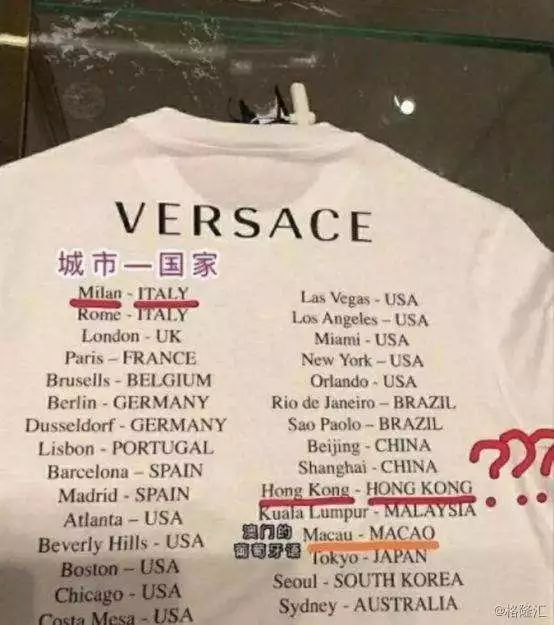 VERSACE
城市—国家
Milan - ITALY
Rome - ITALY
London - UK
Paris – FRANCE
Brusells - BELGIUM
Berlin - GERMANY
Dusseldorf - GERMANY
Lisbon - PORTUGAL
Barcelona – SPAIN
Madrid - SPAIN
Atlanta – USA
Beverly Hills - USA
Boston – USA
Chicago - USA
Costa Mesa - USA
Las Vegas - USA
Los Angeles – USA
Miami - USA
New York – USA
Orlando - USA
Rio de Janeiro – BRAZIL
Sao Paolo – BRAZIL
Beijing - CHINA
Shanghai - CHINA
Hong Kong - HONG KONG
???
Kuala Lumpur - MALAYSIA
澳门的
葡萄牙语
Macau - MACAO
Tokyo - JAPAN
Seoul - SOUTH KOREA
Sydney - AUSTRALIA
@格隆汇